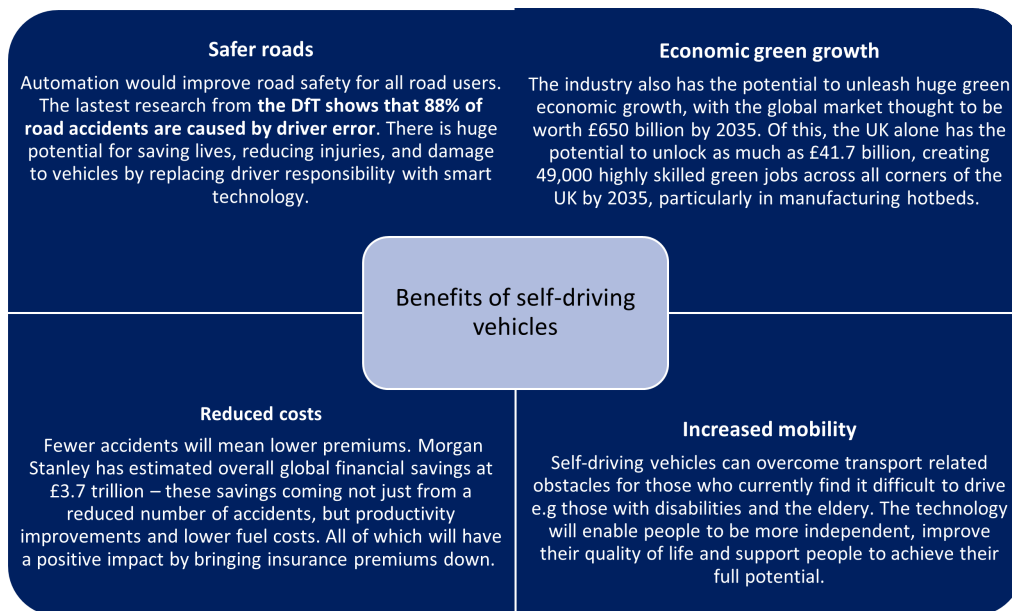 Safer roads
Automation would improve road safety for all road users.
The lastest research from the DfT shows that 88% of
road accidents are caused by driver error. There is huge
potential for saving lives, reducing injuries, and damage
to vehicles by replacing driver responsibility with smart
technology.
Economic green growth
The industry also has the potential to unleash huge green
economic growth, with the global market thought to be
worth £650 billion by 2035. Of this, the UK alone has the
potential to unlock as much as £41.7 billion, creating
49,000 highly skilled green jobs across all corners of the
UK by 2035, particularly in manufacturing hotbeds.
Benefits of self-driving
vehicles
Reduced costs
Fewer accidents will mean lower premiums. Morgan
Stanley has estimated overall global financial savings at
£3.7 trillion – these savings coming not just from a
reduced number of accidents, but productivity
improvements and lower fuel costs. All of which will have
a positive impact by bringing insurance premiums down.
Increased mobility
Self-driving vehicles can overcome transport related
obstacles for those who currently find it difficult to drive
e.g those with disabilities and the eldery. The technology
will enable people to be more independent, improve
their quality of life and support people to achieve their
full potential.